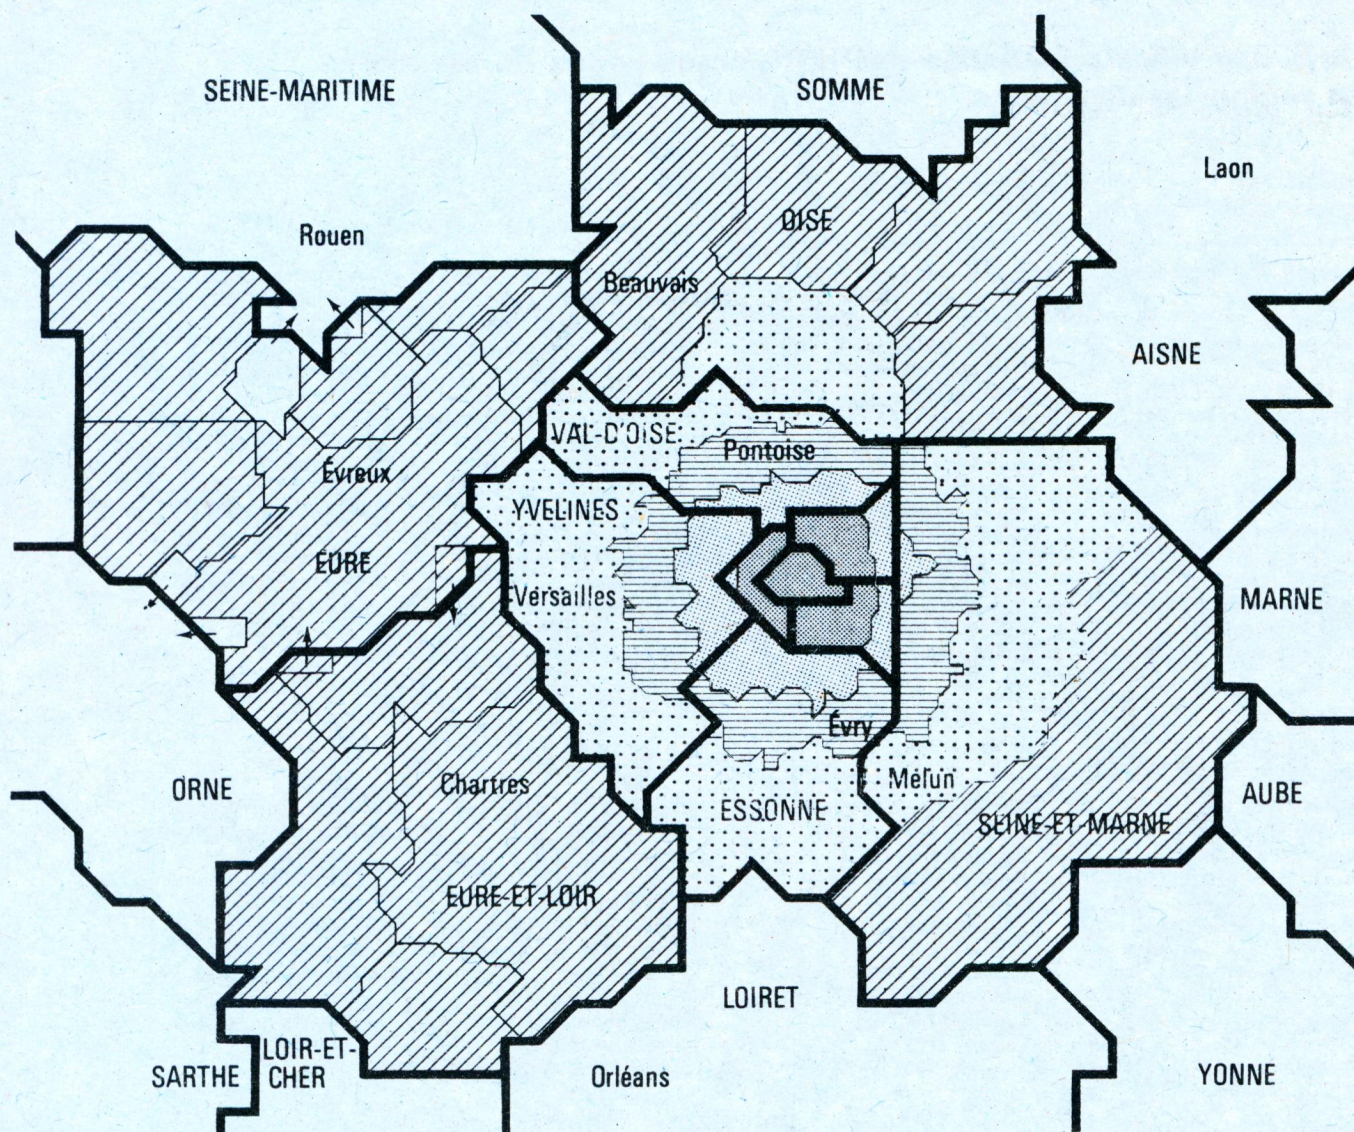 SEINE-MARITIME
SOMME
Laon
Rouen
OISE
Beauvais
AISNE
VAL-D'OISE
Pontoise
Évreux
YVELINES
EURE
Versailles
MARNE
Évry
Melun
Chartres
ORNE
ESSONNE
AUBE
SEINE-ET-MARNE
EURE-ET-LOIR
LOIRET
LOIR-ET-
CHER
SARTHE
Orléans
YONNE